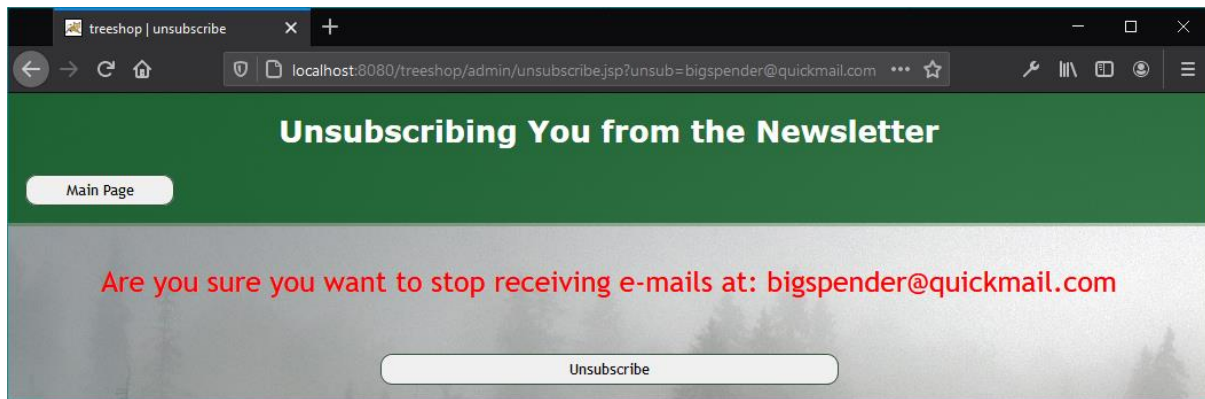 treeshop | unsubscribe
localhost:8080/treeshop/admin/unsubscribe.jsp?unsub=bigspender@quickmail.com
Unsubscribing You from the Newsletter
Main Page
Are you sure you want to stop receiving e-mails at: bigspender@quickmail.com
Unsubscribe